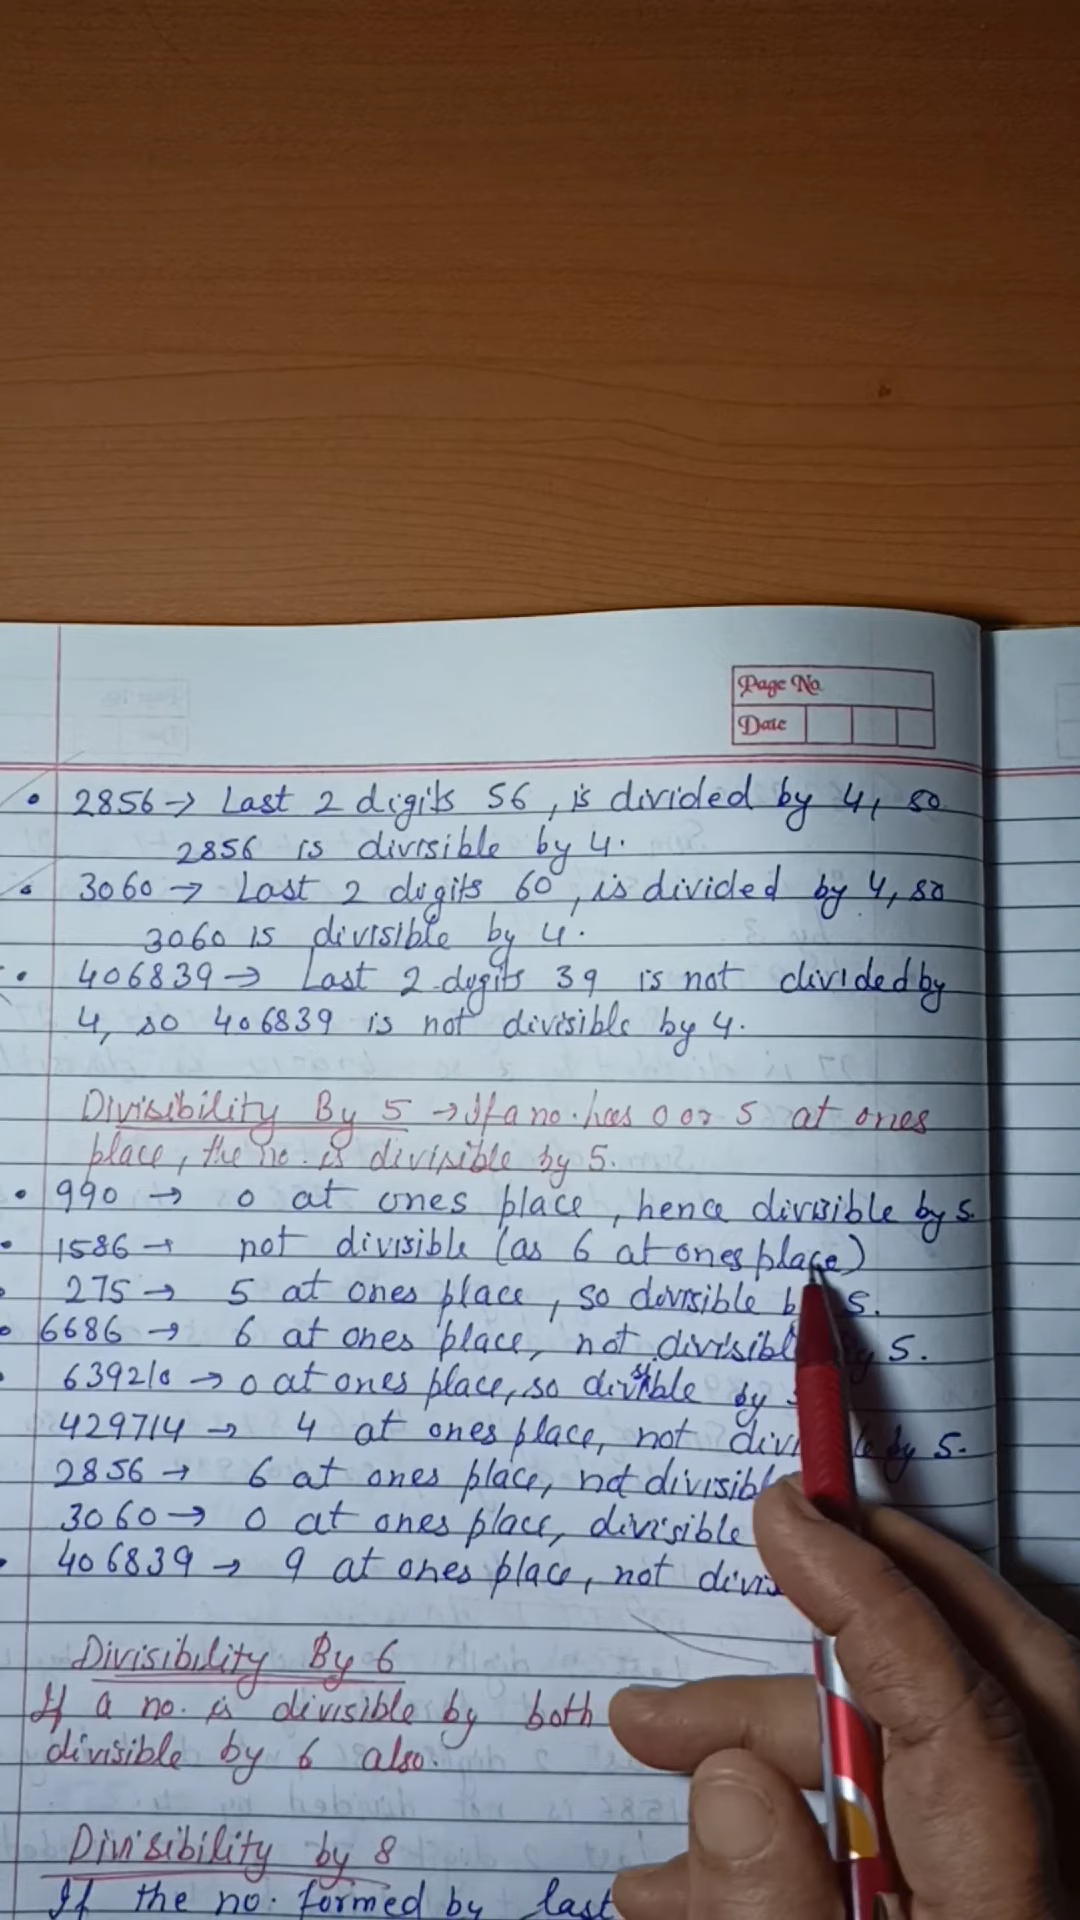 Page No.
Date
• 2856 → Last 2 digits 56, is divided by 4, so
2856 is divisible by 4.
• 3060 → Last 2 digits 60, is divided by 4, so
3060 is divisible by 4.
• 406839 → Last 2 digits 39 is not divided by
4, so 406839 is not divisible by 4.
Divisibility By 5 → If a no. has 0 or 5 at ones
place, the no. is divisible by 5.
• 990 → 0 at ones place, hence divisible by 5.
• 1586 → not divisible (as 6 at ones place)
• 275 → 5 at ones place, so divisible 5.
• 6686 → 6 at ones place, not divisible 5.
• 639210 → 0 at ones place, so divisible by
429714 → 4 at ones place, not by 5.
2856 → 6 at ones place, not divisible
3060 → 0 at ones place, divisible
• 406839 → 9 at ones place, not
Divisibility By 6
If a no. is divisible by both
divisible by 6 also.
Divisibility by 8
If the no. formed by last